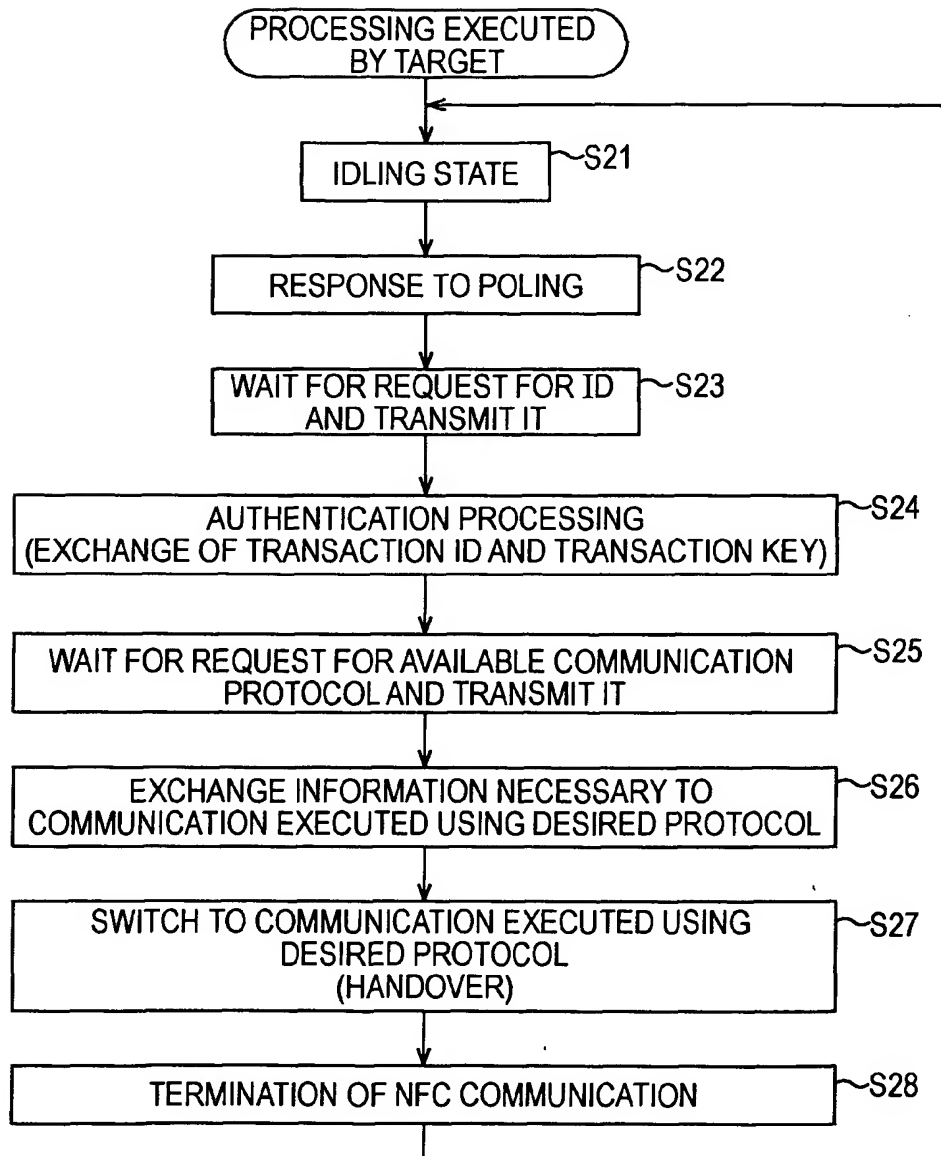 PROCESSING EXECUTED
BY TARGET
IDLING STATE
S21
RESPONSE TO POLING
S22
WAIT FOR REQUEST FOR ID
AND TRANSMIT IT
S23
AUTHENTICATION PROCESSING
(EXCHANGE OF TRANSACTION ID AND TRANSACTION KEY)
S24
WAIT FOR REQUEST FOR AVAILABLE COMMUNICATION
PROTOCOL AND TRANSMIT IT
S25
EXCHANGE INFORMATION NECESSARY TO
COMMUNICATION EXECUTED USING DESIRED PROTOCOL
S26
SWITCH TO COMMUNICATION EXECUTED USING
DESIRED PROTOCOL
(HANDOVER)
S27
TERMINATION OF NFC COMMUNICATION
S28